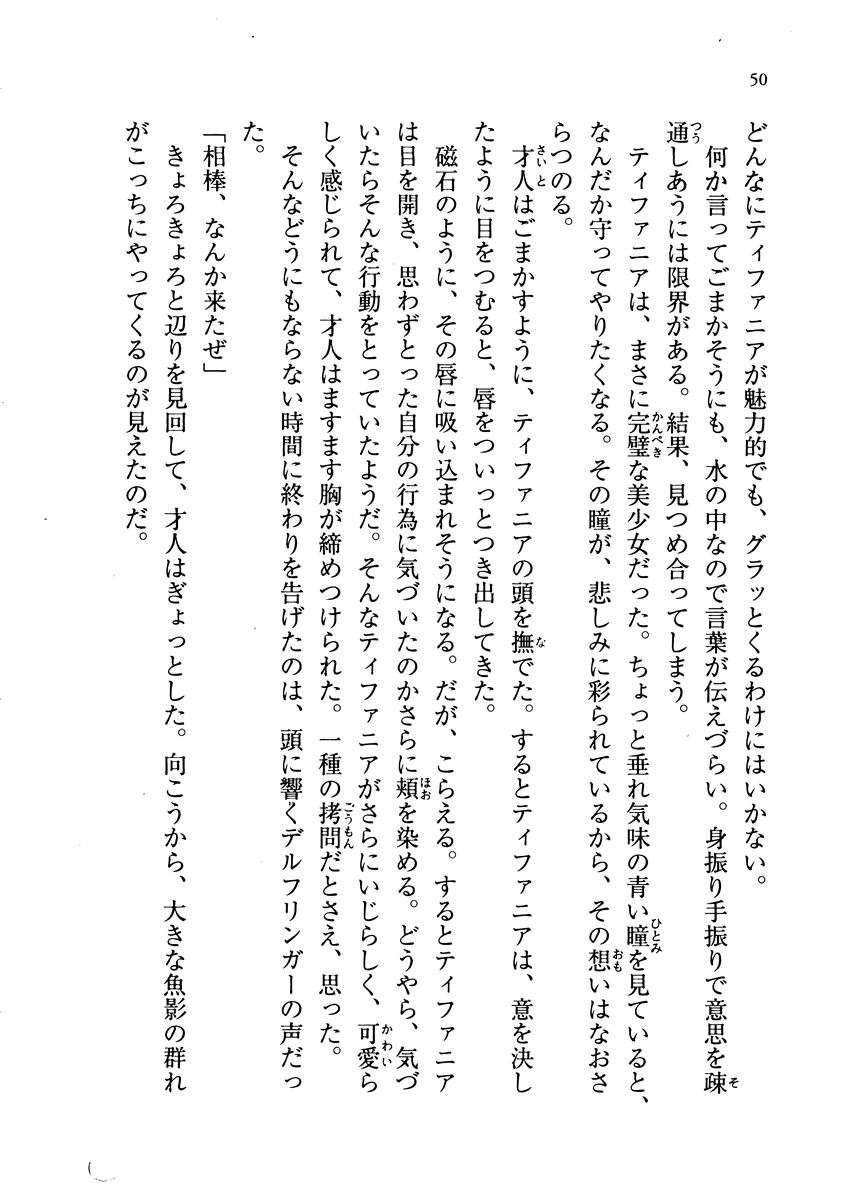 50
どんなにティファニアが魅力的でも、グラッとくるわけにはいかない。
何か言ってごまかそうにも、水の中なので言葉が伝えづらい。身振り手振りで意思を疎
通しあうには限界がある。結果、見つめ合ってしまう。
ティファニアは、まさに完璧な美少女だった。ちょっと垂れ気味の青い瞳を見ていると、
なんだか守ってやりたくなる。その瞳が、悲しみに彩られているから、その想いはなおさ
らつのる。
才人はごまかすように、ティファニアの頭を撫でた。するとティファニアは、意を決し
たように目をつむると、唇をついっとつき出してきた。
磁石のように、その唇に吸い込まれそうになる。だが、こらえる。するとティファニア
は目を開き、思わずとった自分の行為に気づいたのかさらに頬を染める。どうやら、気づ
いたらそんな行動をとっていたようだ。そんなティファニアがさらにいじらしく、可愛ら
しく感じられて、才人はますます胸が締めつけられた。一種の拷問だとさえ、思った。
そんなどうにもならない時間に終わりを告げたのは、頭に響くデルフリンガーの声だっ
た。
「相棒、なんか来たぜ」
きょろきょろと辺りを見回して、才人はぎょっとした。向こうから、大きな魚影の群れ
がこっちにやってくるのが見えたのだ。